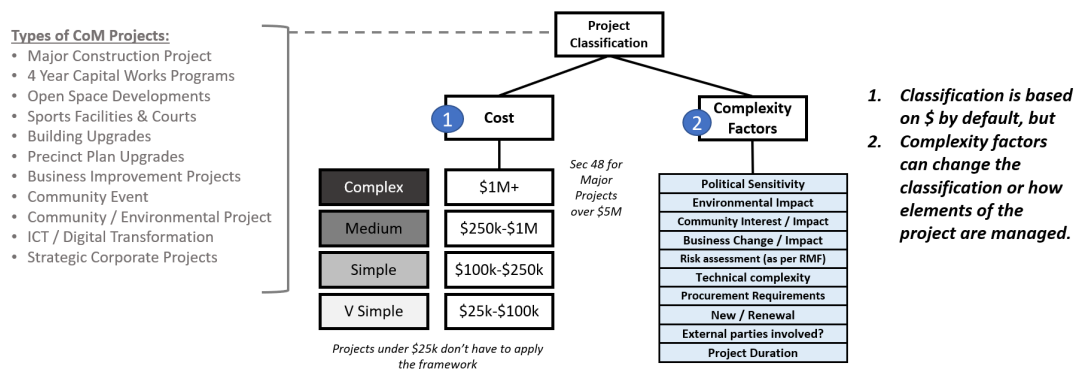 Types of CoM Projects:
• Major Construction Project
• 4 Year Capital Works Programs
• Open Space Developments
• Sports Facilities & Courts
• Building Upgrades
• Precinct Plan Upgrades
• Business Improvement Projects
• Community Event
• Community / Environmental Project
• ICT / Digital Transformation
• Strategic Corporate Projects
Project
Classification
1
Cost
Complex
$1M+
Medium
$250k-$1M
Simple
$100k-$250k
V Simple
$25k-$100k
Projects under $25k don't have to apply
the framework
Sec 48 for
Major
Projects
over $5M
2
Complexity
Factors
Political Sensitivity
Environmental Impact
Community Interest / Impact
Business Change / Impact
Risk assessment (as per RMF)
Technical complexity
Procurement Requirements
New / Renewal
External parties involved?
Project Duration
1. Classification is based
on $ by default, but
2. Complexity factors
can change the
classification or how
elements of the
project are managed.